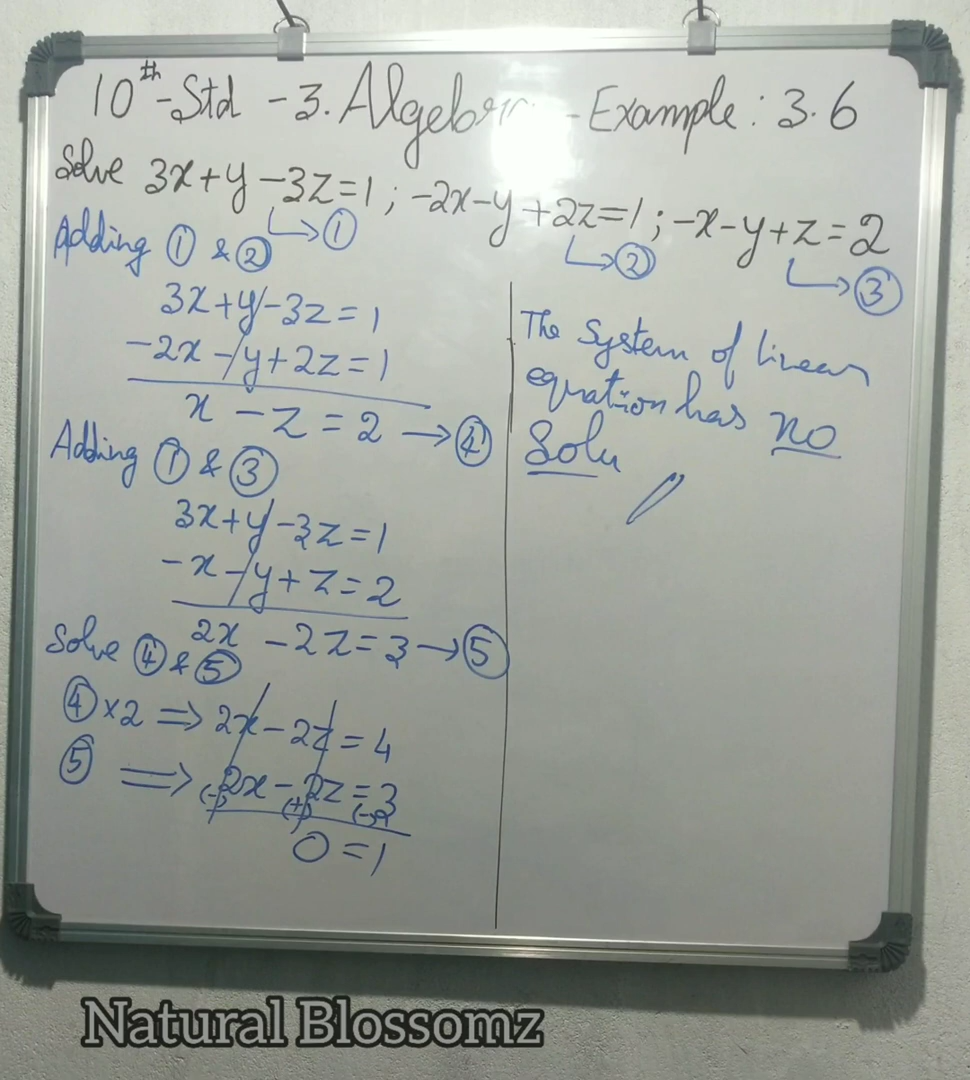 10th-Std - 3. Algebra - Example: 3.6
Solve 3x+y-3z=1; -2x-y+2z=1; -x-y+z=2
→①
→②
→③
Adding ① & ②
3x+y-3z=1
-2x-y+2z=1
x - z = 2 →④
Adding ① & ③
3x+y-3z=1
-x-y+z=2
2x -2z=3 →⑤
Solve ④ & ⑤
④×2 ⇒ 2x-2z=4
⑤ ⇒ 2x-2z=3
(-) (+) (-)
0=1
The System of linear
equation has no
Solu
Natural Blossomz